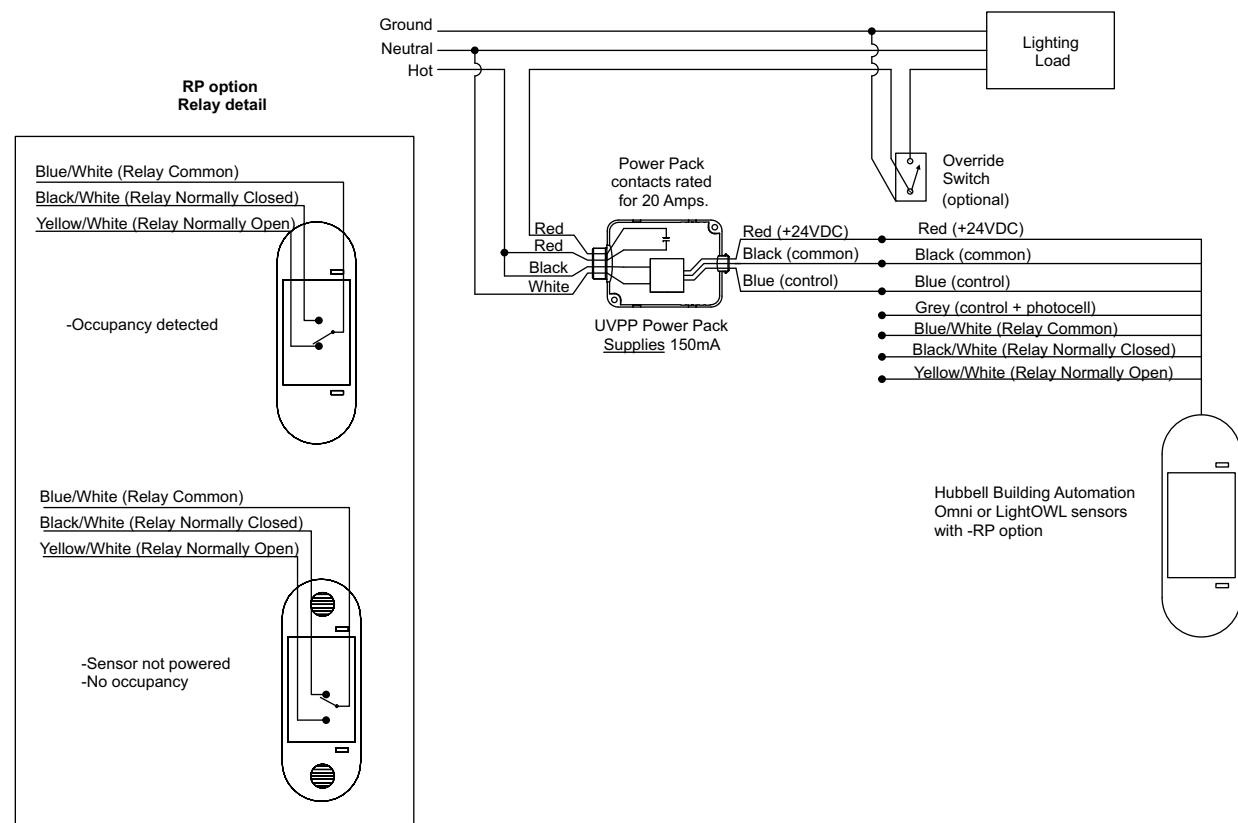 RP option
Relay detail
Blue/White (Relay Common)
Black/White (Relay Normally Closed)
Yellow/White (Relay Normally Open)
-Occupancy detected
Blue/White (Relay Common)
Black/White (Relay Normally Closed)
Yellow/White (Relay Normally Open)
-Sensor not powered
-No occupancy
Ground
Neutral
Hot
Lighting
Load
Override
Switch
(optional)
Power Pack
contacts rated
for 20 Amps.
Red
Red
Black
White
UVPP Power Pack
Supplies 150mA
Red (+24VDC)
Black (common)
Blue (control)
Red (+24VDC)
Black (common)
Blue (control)
Grey (control + photocell)
Blue/White (Relay Common)
Black/White (Relay Normally Closed)
Yellow/White (Relay Normally Open)
Hubbell Building Automation
Omni or LightOWL sensors
with -RP option